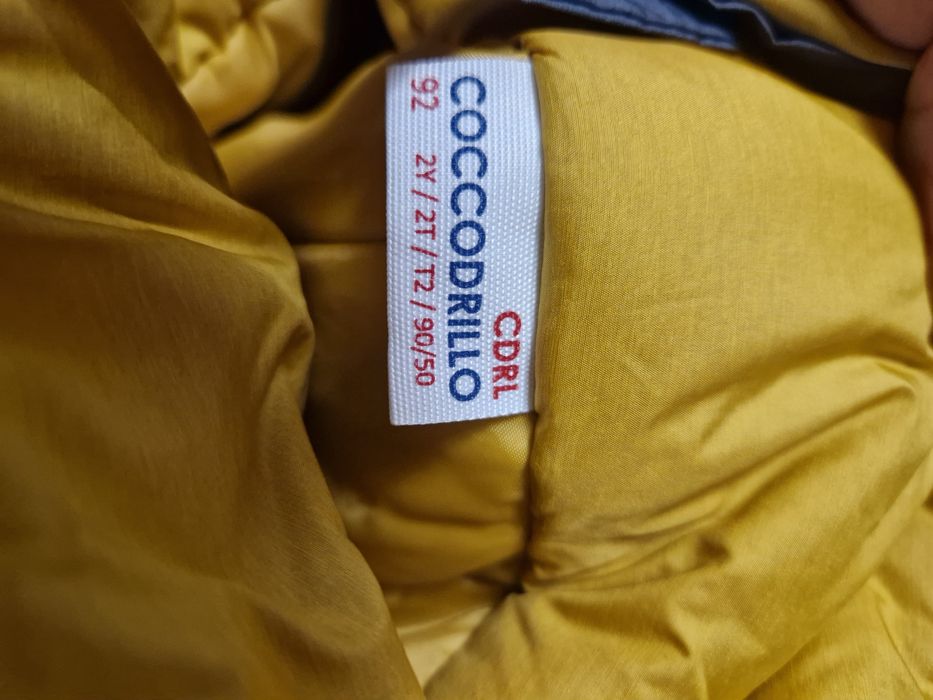 CDRL
COCCODRILLO
92 2Y / 2T / T2 / 90/50